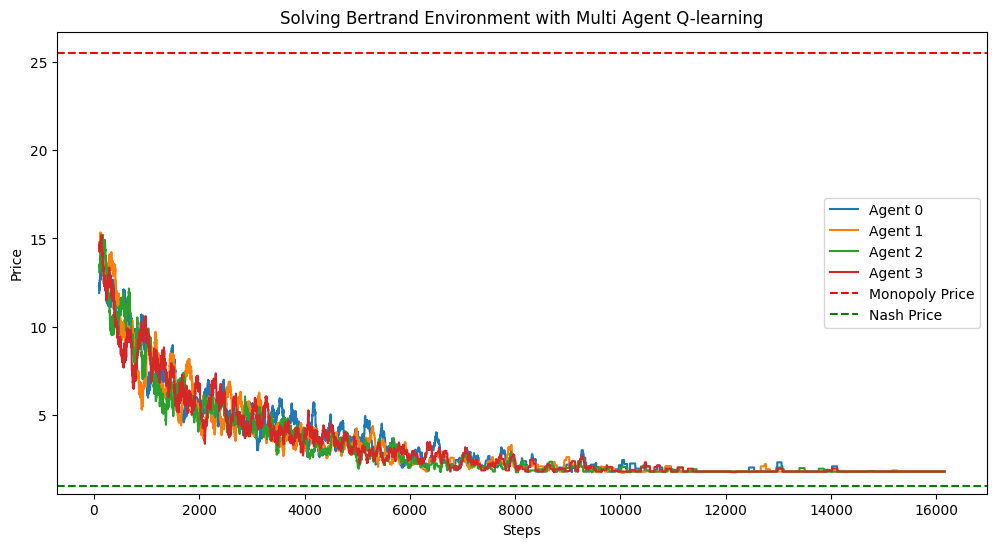 Solving Bertrand Environment with Multi Agent Q-learning
25
20
15
10
5
Price
0
2000
4000
6000
8000
10000
12000
14000
16000
Steps
Agent 0
Agent 1
Agent 2
Agent 3
Monopoly Price
Nash Price